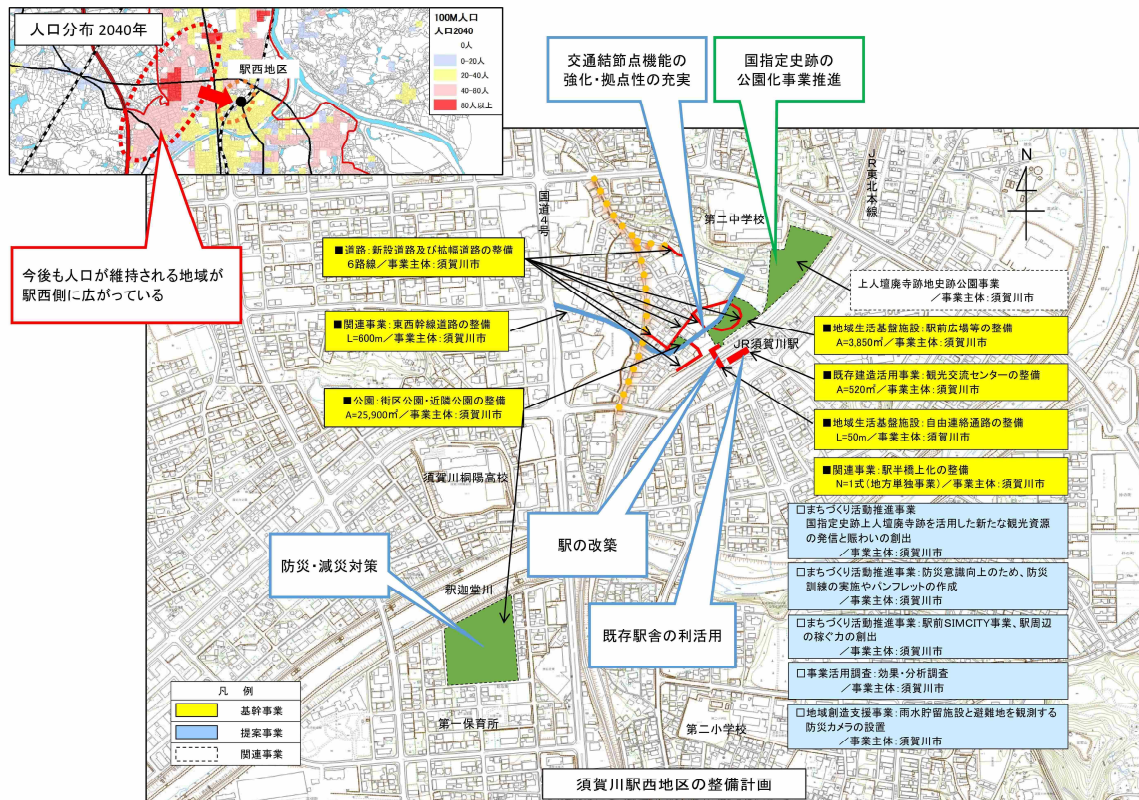 人口分布 2040年
駅西地区
100M人口
人口2040
0人
0-20人
20-40人
40-80人
80人以上
今後も人口が維持される地域が
駅西側に広がっている
交通結節点機能の
強化・拠点性の充実
国指定史跡の
公園化事業推進
N
国道4号
第二中学校
JR東北本線
■道路:新設道路及び拡幅道路の整備
6路線/事業主体:須賀川市
■関連事業:東西幹線道路の整備
L=600m/事業主体:須賀川市
■公園:街区公園・近隣公園の整備
A=25,900㎡/事業主体:須賀川市
上人壇廃寺跡地史跡公園事業
/事業主体:須賀川市
JR須賀川駅
■地域生活基盤施設:駅前広場等の整備
A=3,850㎡/事業主体:須賀川市
■既存建造活用事業:観光交流センターの整備
A=520㎡/事業主体:須賀川市
■地域生活基盤施設:自由連絡通路の整備
L=50m/事業主体:須賀川市
■関連事業:駅半橋上化の整備
N=1式(地方単独事業)/事業主体:須賀川市
須賀川桐陽高校
防災・減災対策
駅の改築
既存駅舎の利活用
釈迦堂川
□まちづくり活動推進事業
国指定史跡上人壇廃寺跡を活用した新たな観光資源
の発信と賑わいの創出
/事業主体:須賀川市
□まちづくり活動推進事業:防災意識向上のため、防災
訓練の実施やパンフレットの作成
/事業主体:須賀川市
□まちづくり活動推進事業:駅前SIMCITY事業、駅周辺
の稼ぐ力の創出
/事業主体:須賀川市
□事業活用調査:効果・分析調査
/事業主体:須賀川市
□地域創造支援事業:雨水貯留施設と避難地を観測する
防災カメラの設置
/事業主体:須賀川市
凡 例
基幹事業
提案事業
関連事業
第一保育所
第二小学校
須賀川駅西地区の整備計画